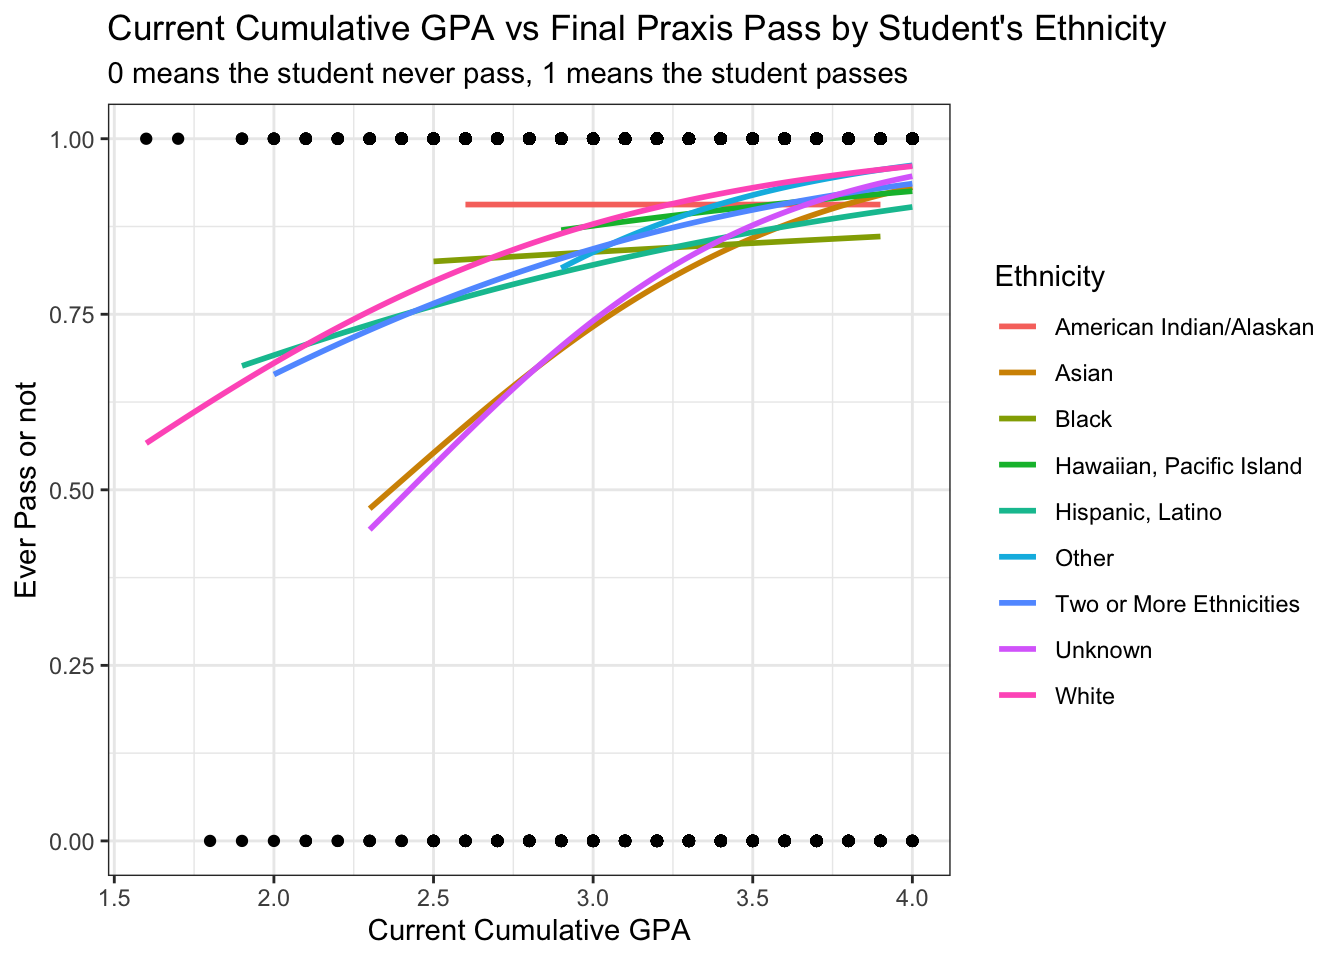 Current Cumulative GPA vs Final Praxis Pass by Student's Ethnicity
0 means the student never pass, 1 means the student passes
Ever Pass or not
1.00
0.75
0.50
0.25
0.00
1.5 2.0 2.5 3.0 3.5 4.0
Current Cumulative GPA
Ethnicity
American Indian/Alaskan
Asian
Black
Hawaiian, Pacific Island
Hispanic, Latino
Other
Two or More Ethnicities
Unknown
White